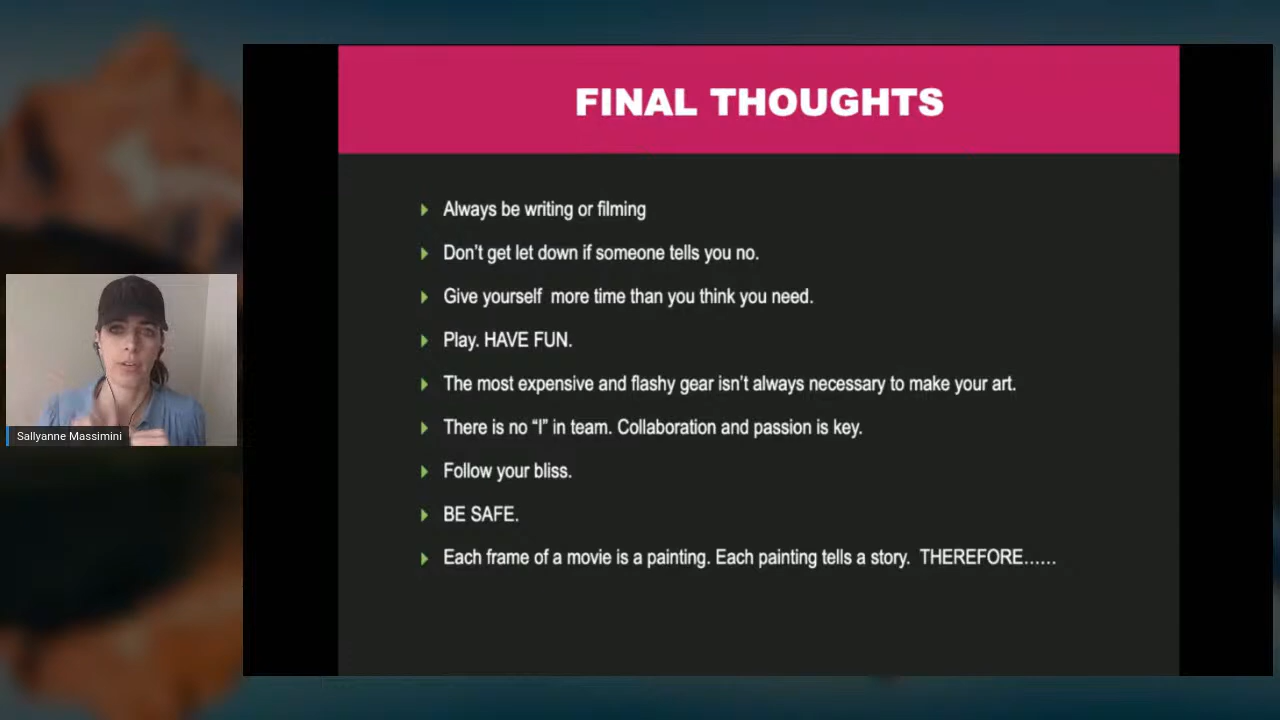 FINAL THOUGHTS
Always be writing or filming
Don't get let down if someone tells you no.
Give yourself  more time than you think you need.
Play. HAVE FUN.
The most expensive and flashy gear isn't always necessary to make your art.
There is no “I” in team. Collaboration and passion is key.
Follow your bliss.
BE SAFE.
Each frame of a movie is a painting. Each painting tells a story.  THEREFORE……
Sallyanne Massimini